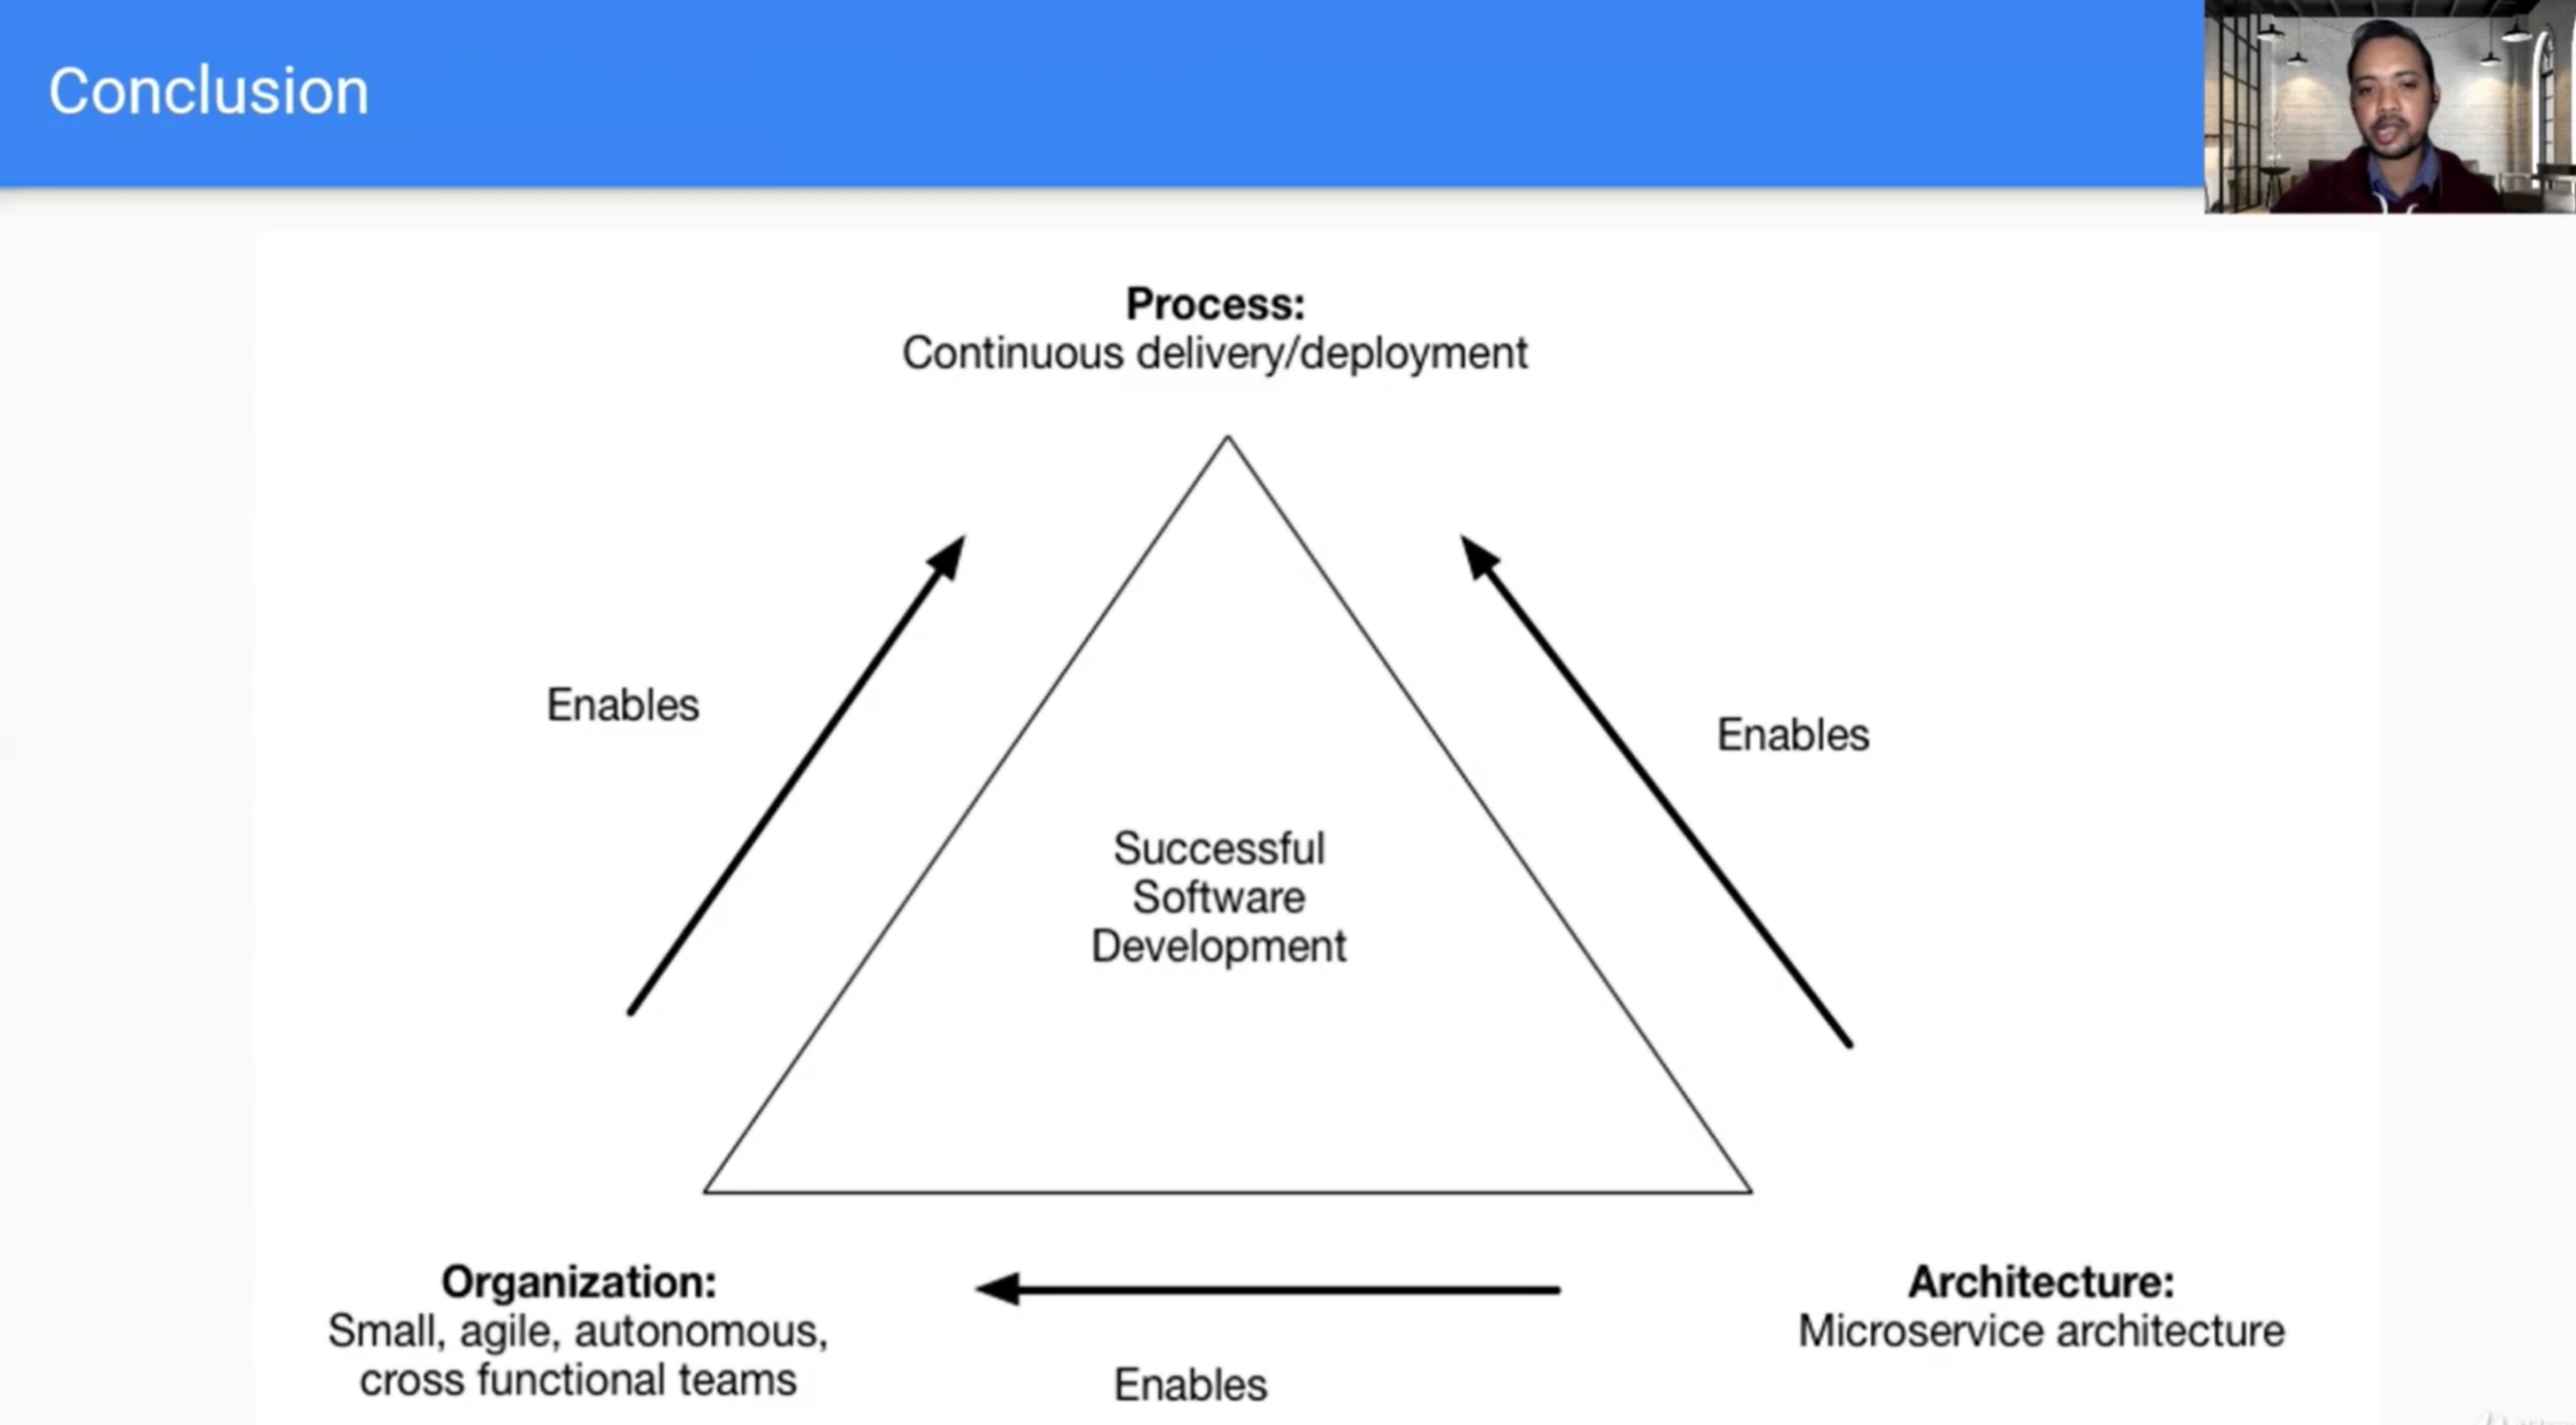 Conclusion
Process:
Continuous delivery/deployment
Enables
Enables
Successful
Software
Development
Organization:
Small, agile, autonomous,
cross functional teams
Enables
Architecture:
Microservice architecture